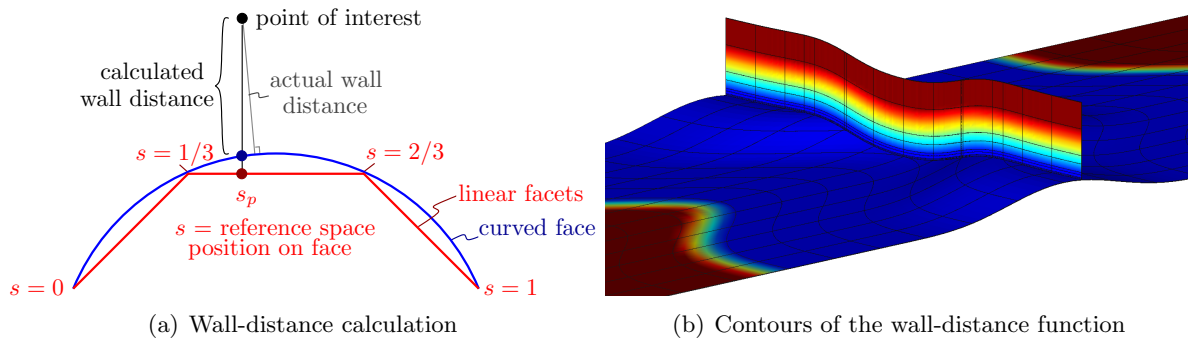 point of interest
calculated
wall distance
actual wall
distance
s = 1/3
s = 2/3
s_p
linear facets
s = reference space
position on face
curved face
s = 0
s = 1
(a) Wall-distance calculation
(b) Contours of the wall-distance function